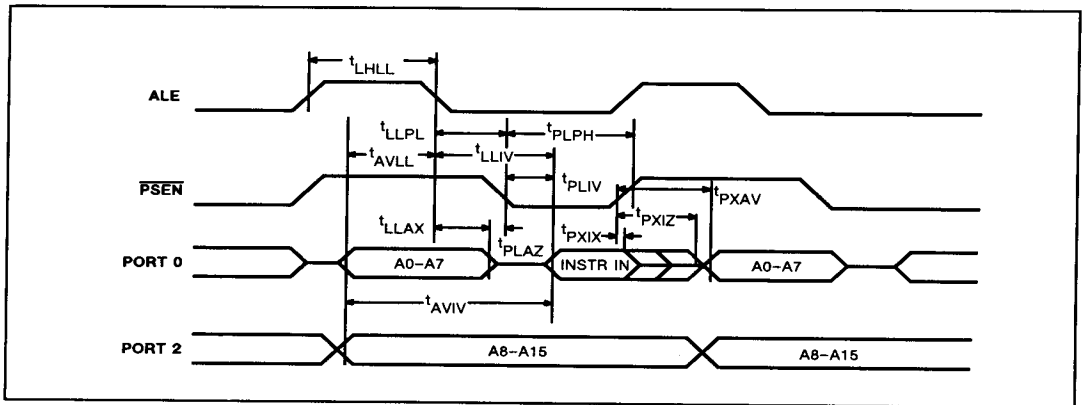 tLHLL
ALE
tLLPL
tPLPH
tAVLL
tLLIV
PSEN
tPLIV
tPXAV
tLLAX
tPXIZ
tPLAZ
tPXIX
PORT 0
A0–A7
INSTR IN
A0–A7
tAVIV
PORT 2
A8–A15
A8–A15